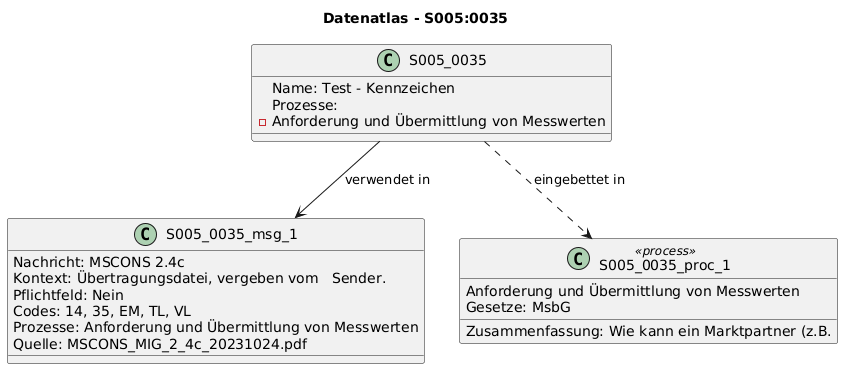 Datenatlas - S005:0035
C S005_0035
Name: Test - Kennzeichen
Prozesse:
Anforderung und Übermittlung von Messwerten
verwendet in
eingebettet in
C S005_0035_msg_1
Nachricht: MSCONS 2.4c
Kontext: Übertragungsdatei, vergeben vom   Sender.
Pflichtfeld: Nein
Codes: 14, 35, EM, TL, VL
Prozesse: Anforderung und Übermittlung von Messwerten
Quelle: MSCONS_MIG_2_4c_20231024.pdf
«process»
C S005_0035_proc_1
Anforderung und Übermittlung von Messwerten
Gesetze: MsbG
Zusammenfassung: Wie kann ein Marktpartner (z.B.